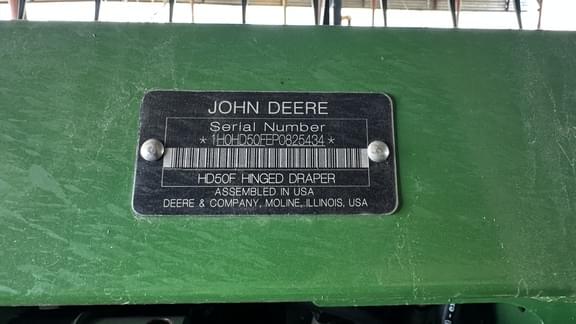 JOHN DEERE
Serial Number
*1H0HD50FEP0825434*
HD50F HINGED DRAPER
ASSEMBLED IN USA
DEERE & COMPANY, MOLINE, ILLINOIS, USA